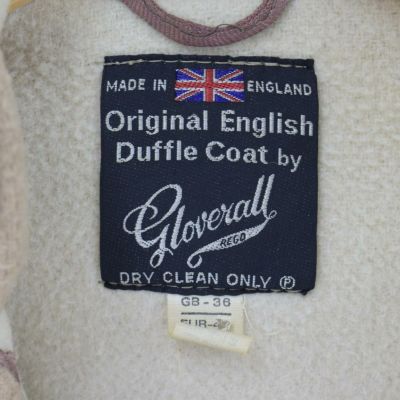 MADE IN ENGLAND
Original English
Duffle Coat by
Gloverall
REGD
DRY CLEAN ONLY Ⓟ
GB - 36